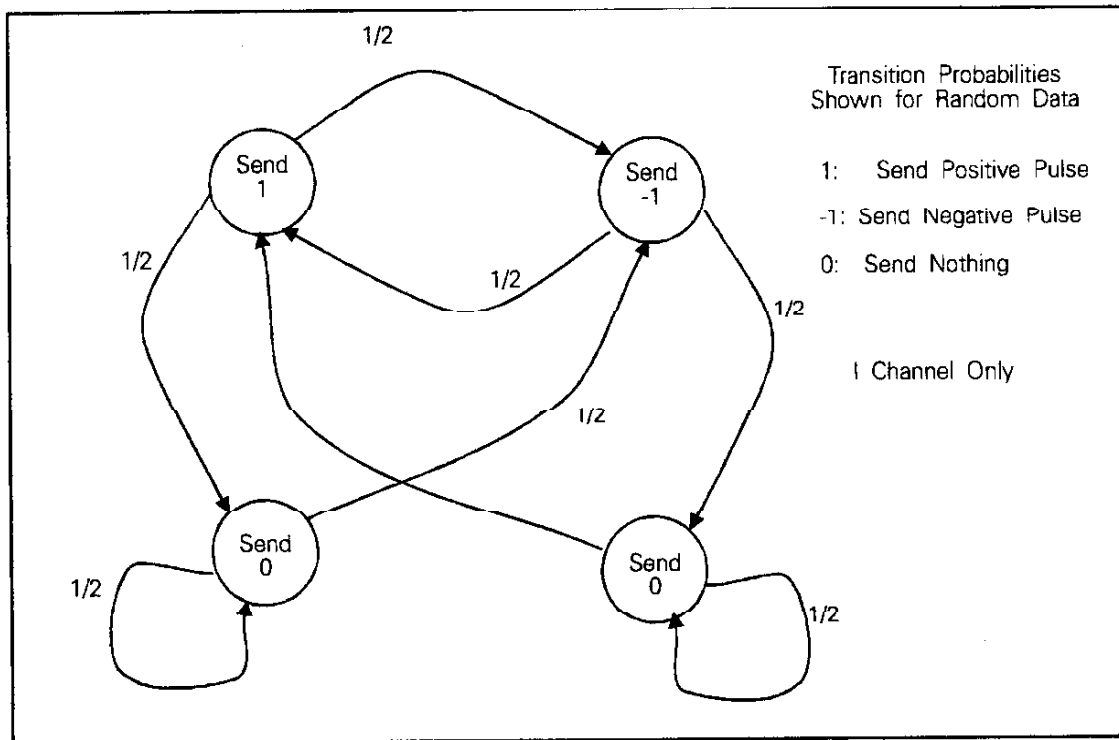 1/2
Transition Probabilities
Shown for Random Data
Send
1
Send
-1
1: Send Positive Pulse
-1: Send Negative Pulse
0: Send Nothing
1/2
1/2
1/2
I Channel Only
1/2
Send
0
Send
0
1/2
1/2